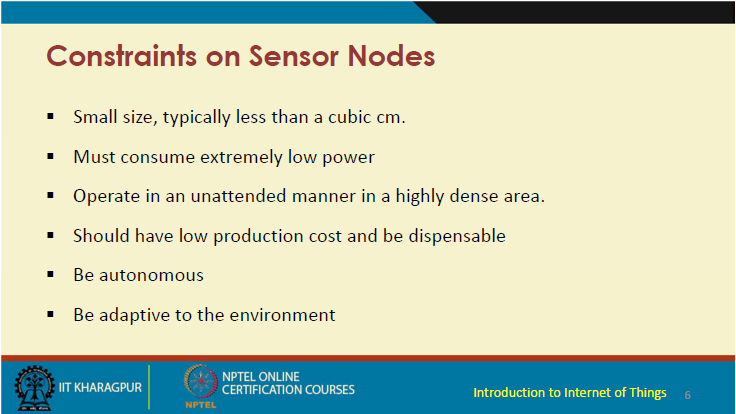 Constraints on Sensor Nodes
▪ Small size, typically less than a cubic cm.
▪ Must consume extremely low power
▪ Operate in an unattended manner in a highly dense area.
▪ Should have low production cost and be dispensable
▪ Be autonomous
▪ Be adaptive to the environment
IIT KHARAGPUR
NPTEL
NPTEL ONLINE
CERTIFICATION COURSES
Introduction to Internet of Things
6